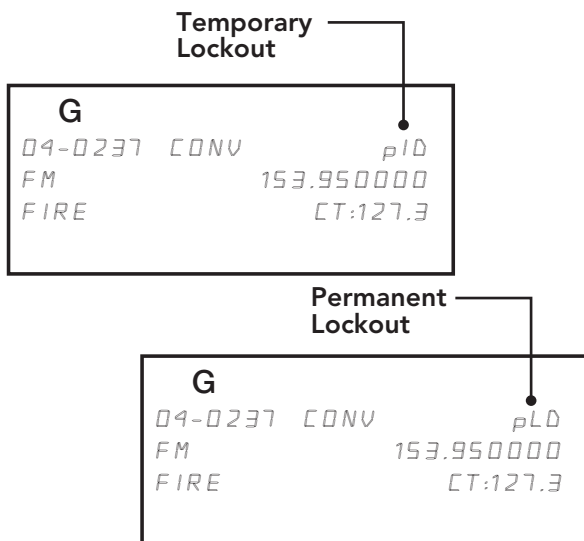 Temporary
Lockout
G
04-0237 CONV plD
FM 153.950000
FIRE CT:127.3
Permanent
Lockout
G
04-0237 CONV pLD
FM 153.950000
FIRE CT:127.3